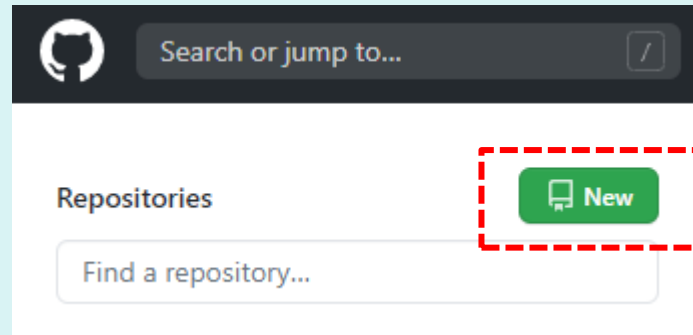 Search or jump to... /
Repositories
New
Find a repository...